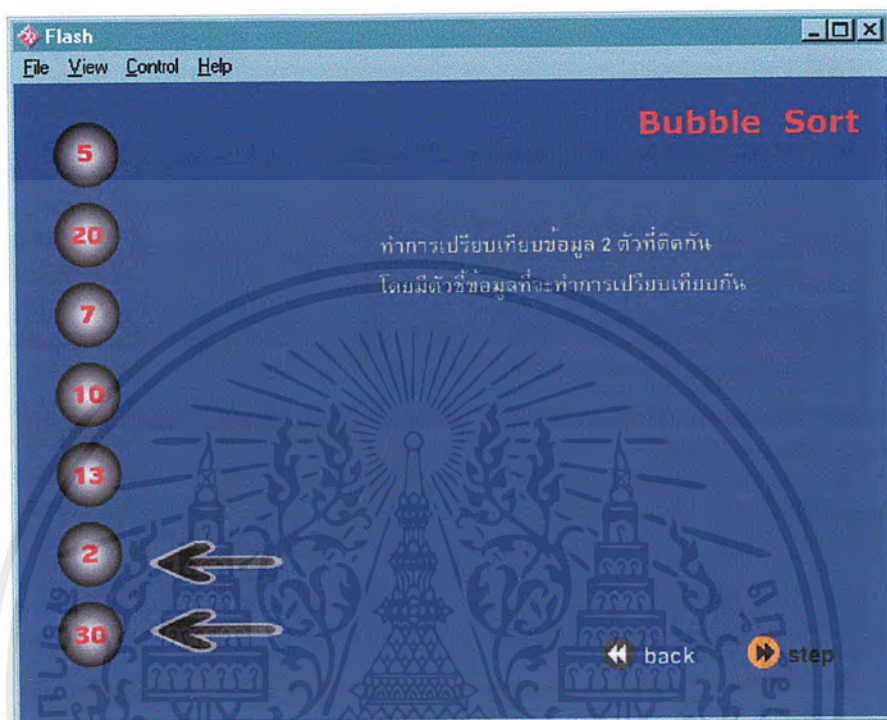 Flash
File View Control Help
Bubble Sort
5
20
7
10
13
2
30
ทำการเปรียบเทียบข้อมูล 2 ตัวที่ติดกัน
โดยมีตัวชี้ข้อมูลที่จะทำการเปรียบเทียบกัน
back
step